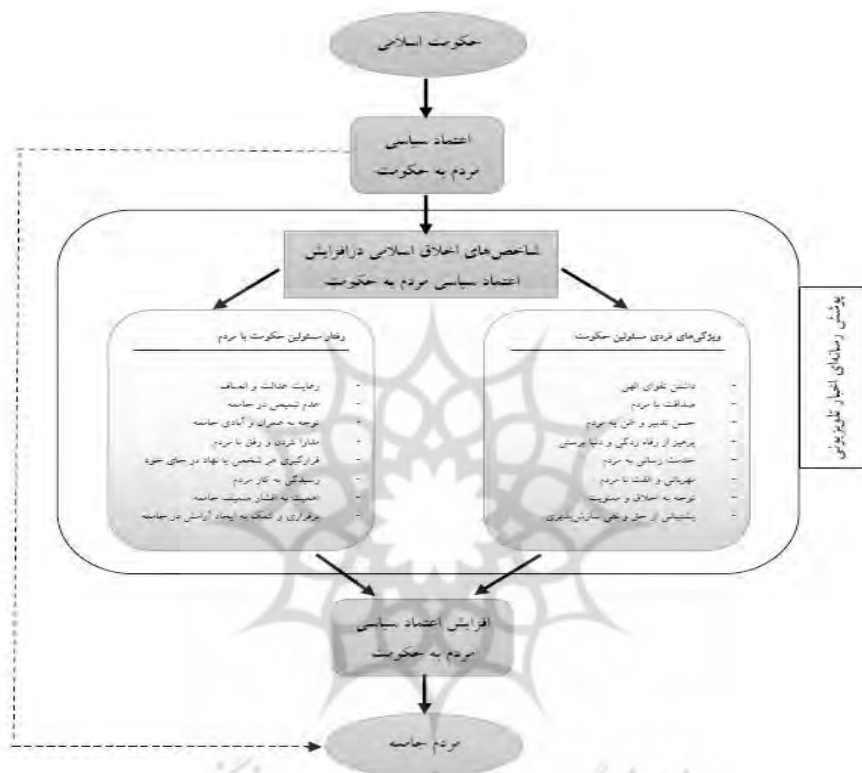 حکومت اسلامی
اعتماد سیاسی
مردم به حکومت
شاخص‌های اخلاق اسلامی درافزایش
اعتماد سیاسی مردم به حکومت
پوشش رسانه‌ای اخبار تلویزیونی
ویژگی‌های فردی مسئولین حکومت
- داشتن تقوای الهی
- صداقت با مردم
- حسن تدبیر و ظن به مردم
- پرهیز از رفاه زدگی و دنیا پرستی
- خدمت رسانی به مردم
- مهربانی و الفت با مردم
- توجه به اخلاق و معنویت
- پشتیبانی از حق و نفی سازش‌پذیری
رفتار مسئولین حکومت با مردم
- رعایت عدالت و انصاف
- عدم تبعیض در جامعه
- توجه به عمران و آبادی جامعه
- مدارا کردن و رفق با مردم
- قرارگیری هر شخص یا نهاد در جای خود
- رسیدگی به کار مردم
- اهمیت به اقشار ضعیف جامعه
- برقراری و کمک به ایجاد آرامش در جامعه
افزایش اعتماد سیاسی
مردم به حکومت
مردم جامعه